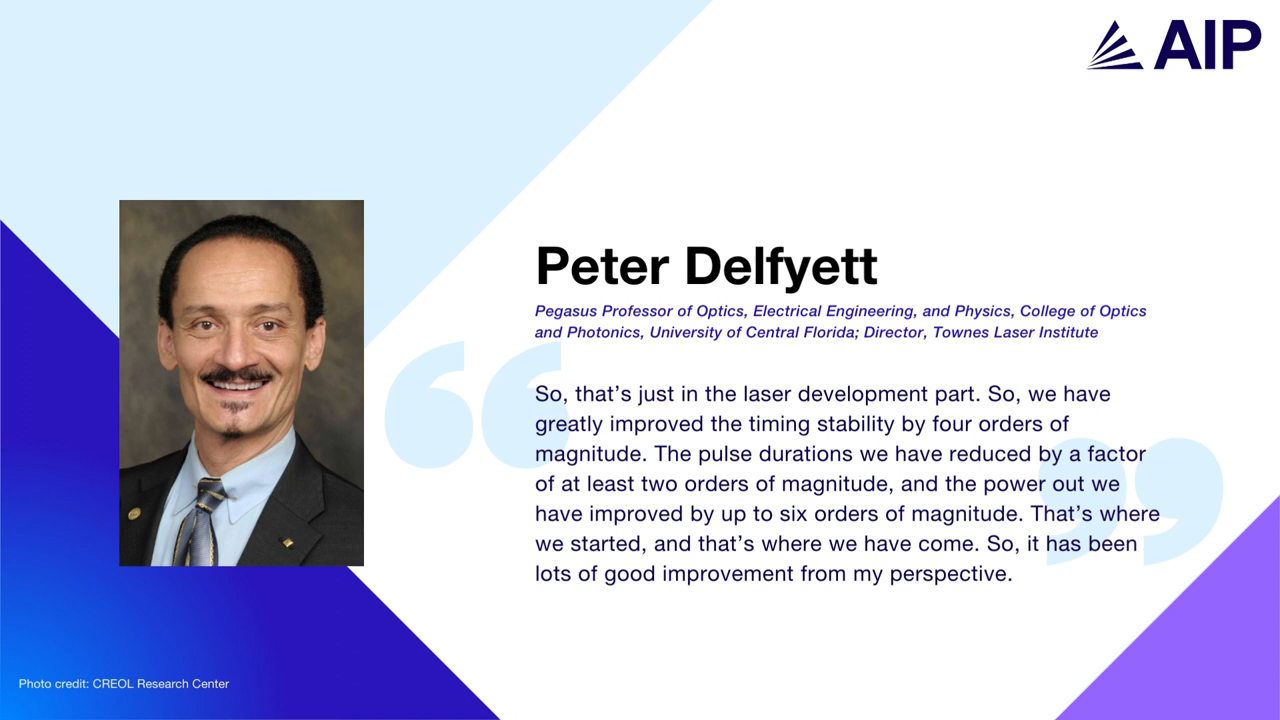 AIP
Peter Delfyett
Pegasus Professor of Optics, Electrical Engineering, and Physics, College of Optics
and Photonics, University of Central Florida; Director, Townes Laser Institute
“
So, that’s just in the laser development part. So, we have
greatly improved the timing stability by four orders of
magnitude. The pulse durations we have reduced by a factor
of at least two orders of magnitude, and the power out we
have improved by up to six orders of magnitude. That’s where
we started, and that’s where we have come. So, it has been
lots of good improvement from my perspective.
”
Photo credit: CREOL Research Center